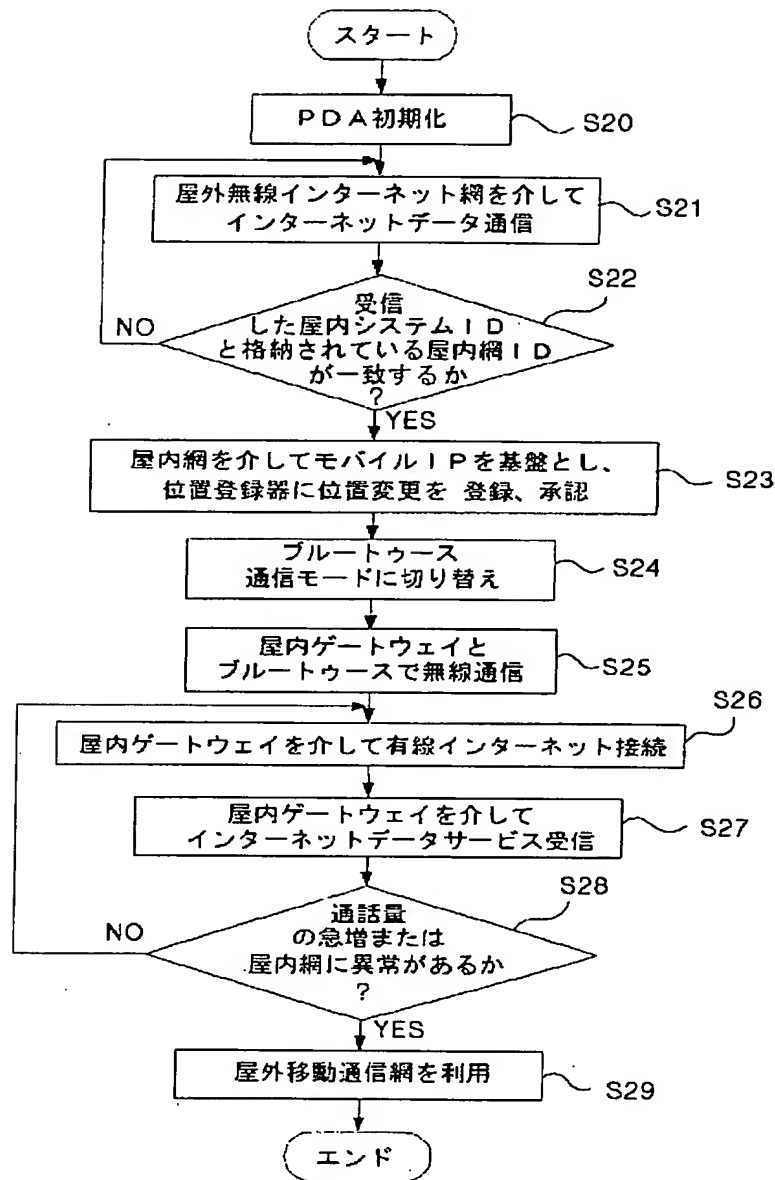 スタート
PDA初期化
S20
屋外無線インターネット網を介して
インターネットデータ通信
S21
受信
した屋内システムID
と格納されている屋内網ID
が一致するか
?
S22
NO
YES
屋内網を介してモバイルIPを基盤とし、
位置登録器に位置変更を 登録、承認
S23
ブルートゥース
通信モードに切り替え
S24
屋内ゲートウェイと
ブルートゥースで無線通信
S25
S26
屋内ゲートウェイを介して有線インターネット接続
屋内ゲートウェイを介して
インターネットデータサービス受信
S27
通話量
の急増または
屋内網に異常があるか
?
S28
NO
YES
屋外移動通信網を利用
S29
エンド